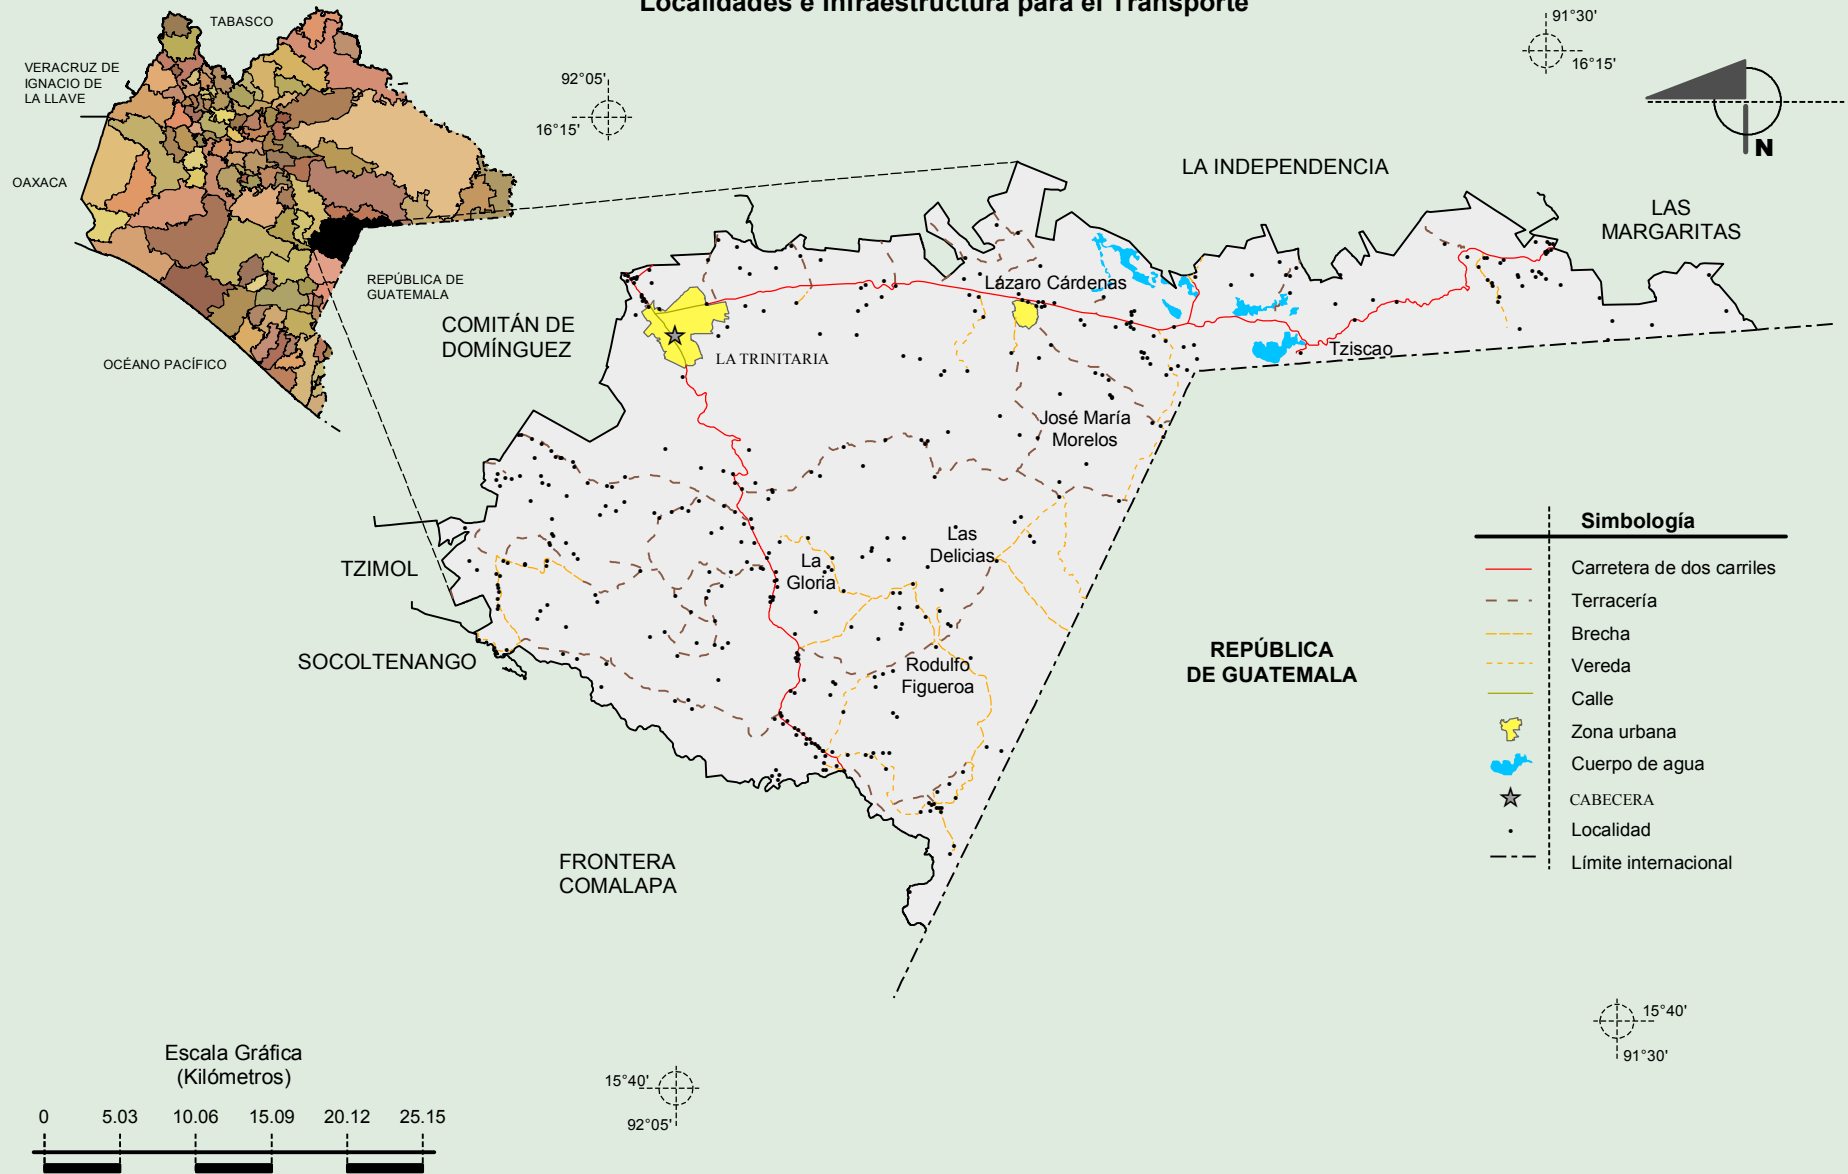 Localidades e Infraestructura para el Transporte
TABASCO
VERACRUZ DE
IGNACIO DE
LA LLAVE
OAXACA
REPÚBLICA DE
GUATEMALA
OCÉANO PACÍFICO
92°05'
16°15'
91°30'
16°15'
N
LA INDEPENDENCIA
LAS
MARGARITAS
COMITÁN DE
DOMÍNGUEZ
LA TRINITARIA
Lázaro Cárdenas
Tziscao
José María
Morelos
Las
Delicias
La
Gloria
Rodulfo
Figueroa
TZIMOL
SOCOLTENANGO
FRONTERA
COMALAPA
REPÚBLICA
DE GUATEMALA
Simbología
Carretera de dos carriles
Terracería
Brecha
Vereda
Calle
Zona urbana
Cuerpo de agua
CABECERA
Localidad
Límite internacional
15°40'
91°30'
15°40'
92°05'
Escala Gráfica
(Kilómetros)
0 5.03 10.06 15.09 20.12 25.15